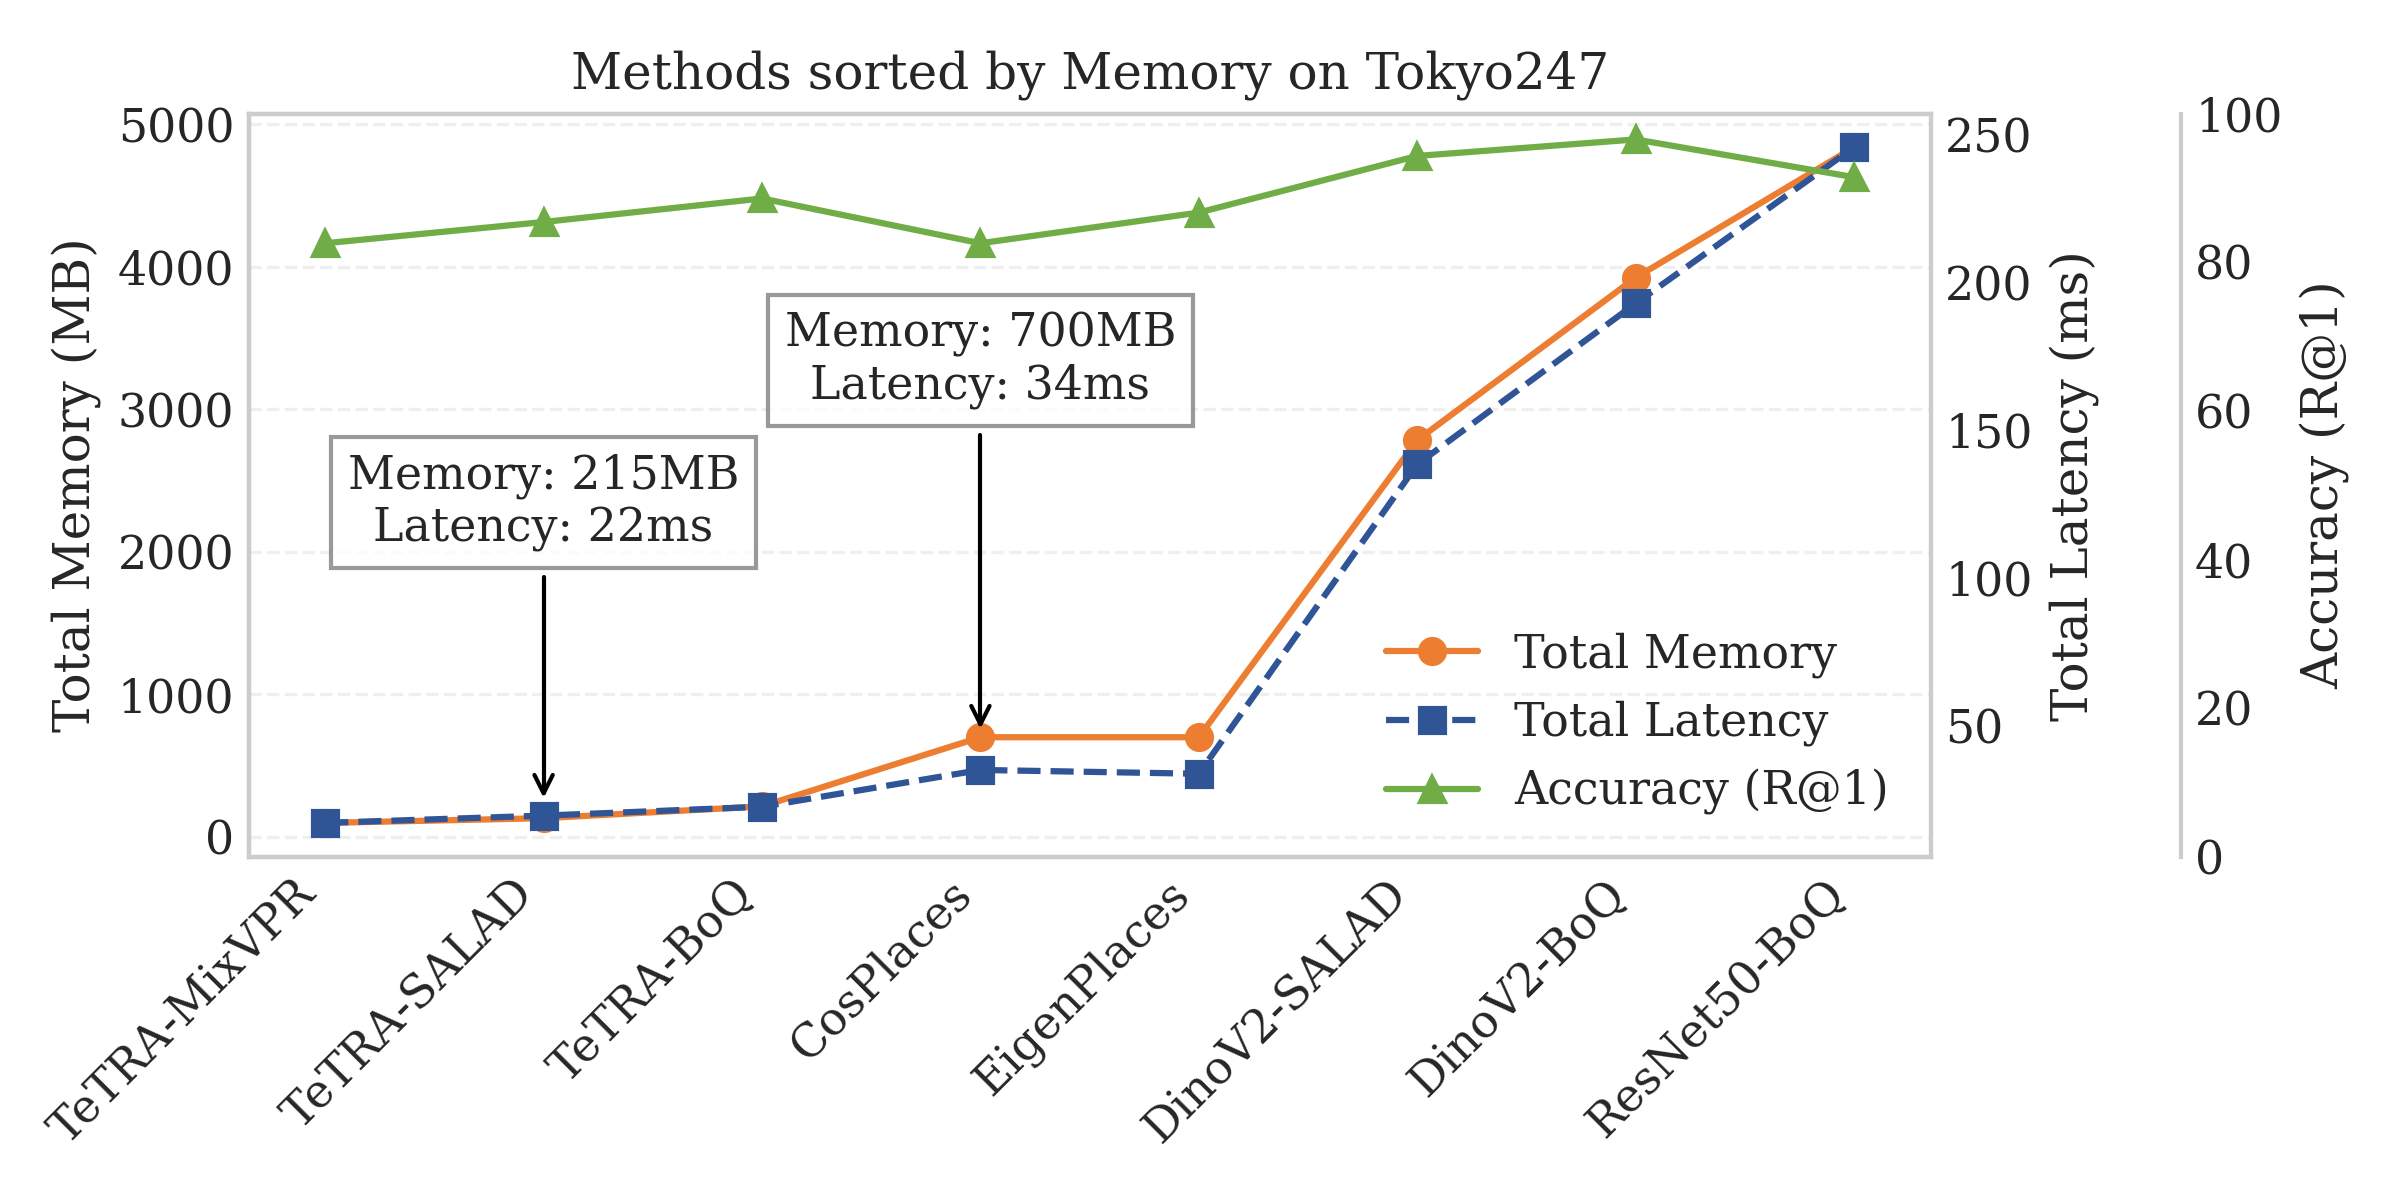 Methods sorted by Memory on Tokyo247
Total Memory (MB)
5000
4000
3000
2000
1000
0
Memory: 215MB
Latency: 22ms
Memory: 700MB
Latency: 34ms
Total Memory
Total Latency
Accuracy (R@1)
250
200
150
100
50
Total Latency (ms)
100
80
60
40
20
0
Accuracy (R@1)
TeTRA-MixVPR
TeTRA-SALAD
TeTRA-BoQ
CosPlaces
EigenPlaces
DinoV2-SALAD
DinoV2-BoQ
ResNet50-BoQ